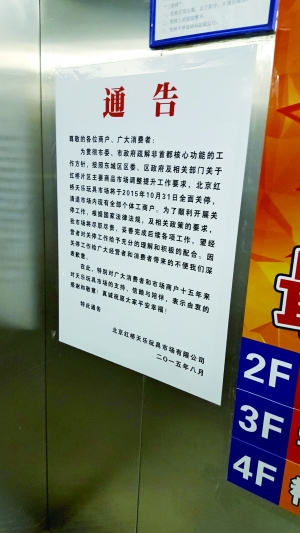 通告
尊敬的各位商户、广大消费者：
为贯彻市委、市政府疏解非首都核心功能的工
作方针，按照东城区区委、区政府及相关部门关于
红桥片区主要商品市场调整提升工作要求，北京红
桥天乐玩具市场将于2015年10月31日全面关停，
清退市场内现有全部个体工商户。为了顺利开展关
停工作，根据国家法律法规，及相关政策的要求，
我市场将尽职尽责，妥善完成后续各项工作，望经
营者对关停工作给予充分的理解和积极的配合。因
关停工作给广大经营者和消费者带来的不便我们深
表歉意。
在此，特别对广大消费者和市场商户十五年来
对天乐玩具市场的支持、信赖与陪伴，表示由衷的
感谢和敬意！真诚祝愿大家平安幸福！
特此通告
北京红桥天乐玩具市场有限公司
二〇一五年八月
2F
3F
4F